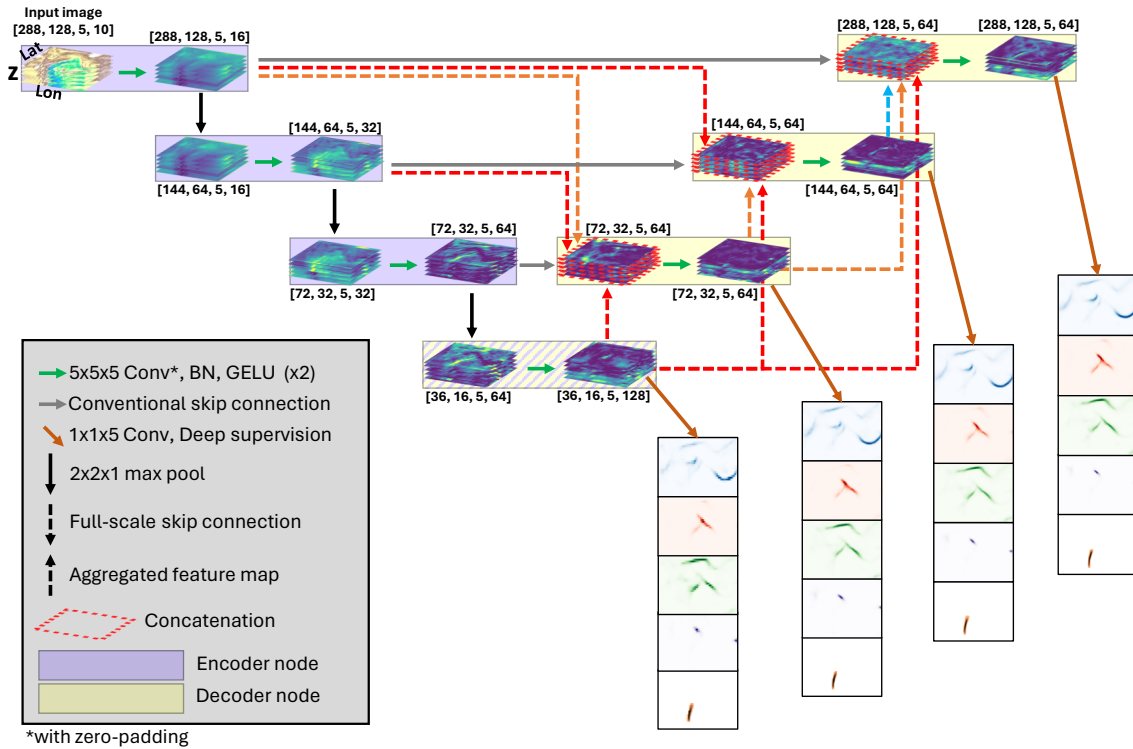 Input image
[288, 128, 5, 10]
[288, 128, 5, 16]
[288, 128, 5, 64]
[288, 128, 5, 64]
Lat
Z
Lon
[144, 64, 5, 32]
[144, 64, 5, 64]
[144, 64, 5, 16]
[144, 64, 5, 64]
[72, 32, 5, 64]
[72, 32, 5, 64]
[72, 32, 5, 32]
[72, 32, 5, 64]
[36, 16, 5, 64]
[36, 16, 5, 128]
5x5x5 Conv*, BN, GELU (x2)
Conventional skip connection
1x1x5 Conv, Deep supervision
2x2x1 max pool
Full-scale skip connection
Aggregated feature map
Concatenation
Encoder node
Decoder node
*with zero-padding